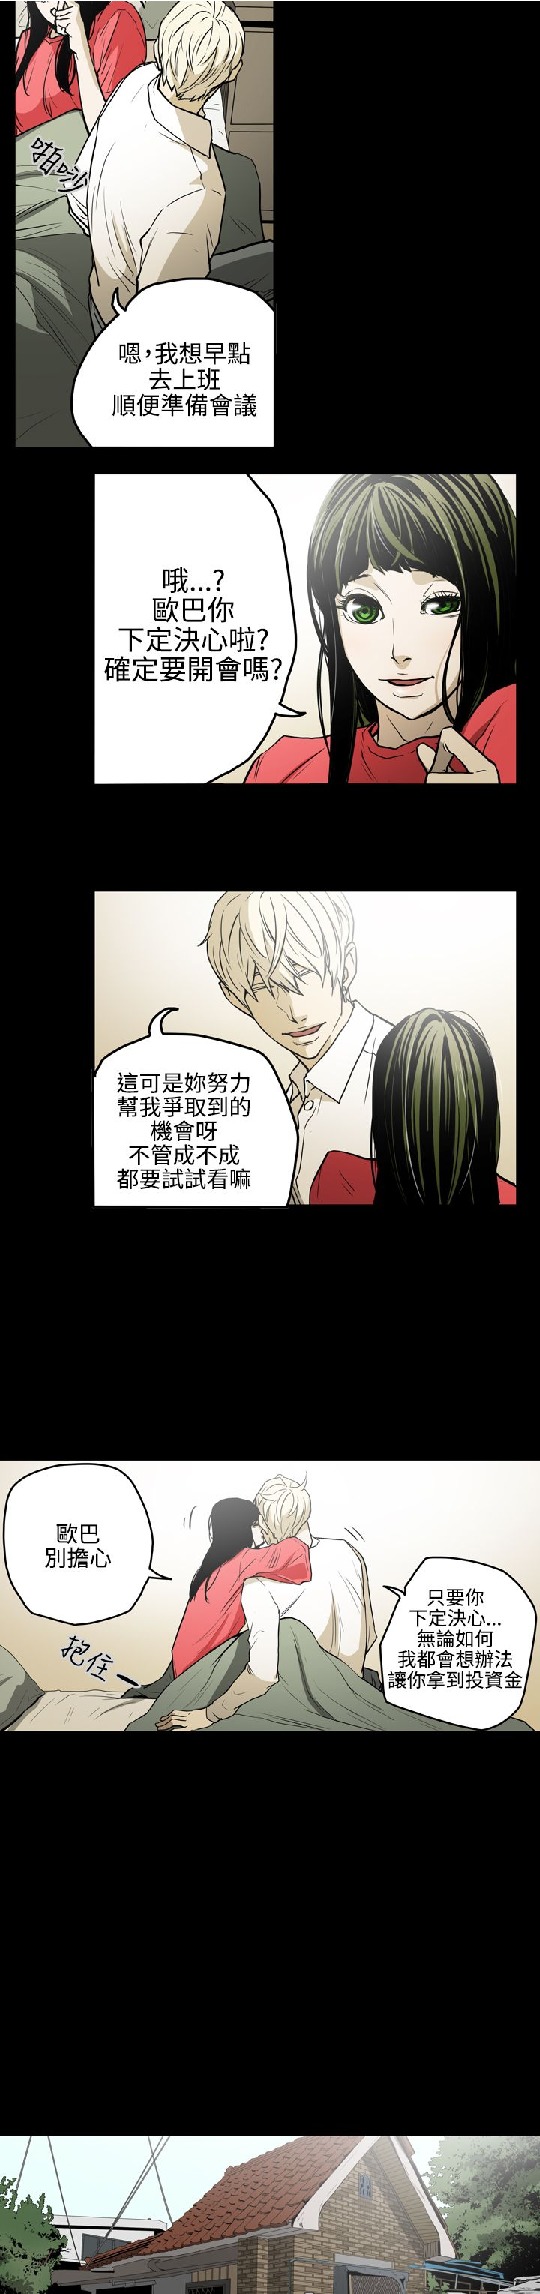 啪吵
嗯，我想早點
去上班
順便準備會議
哦...?
歐巴你
下定決心啦?
確定要開會嗎?
這可是妳努力
幫我爭取到的
機會呀
不管成不成
都要試試看嘛
歐巴
別擔心
抱住
只要你
下定決心...
無論如何
我都會想辦法
讓你拿到投資金